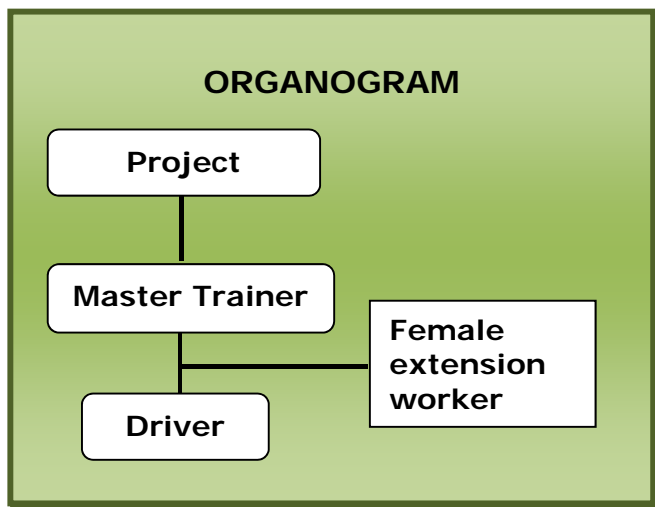 ORGANOGRAM
Project
Master Trainer
Female
extension
worker
Driver